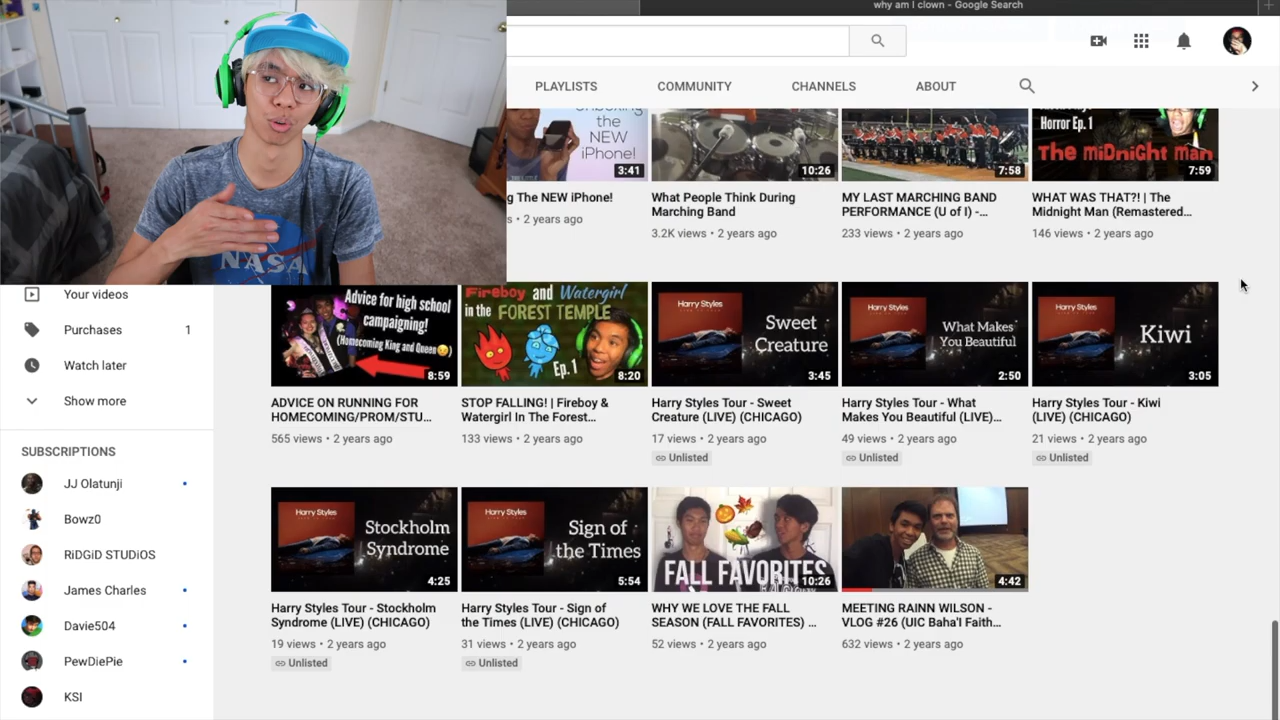 why am I clown - Google Search
PLAYLISTS
COMMUNITY
CHANNELS
ABOUT
the NEW
iPhone!
3:41
10:26
7:58
Horror Ep. 1
THE MiDNIGHT MAN
7:59
g The NEW iPhone!
s • 2 years ago
What People Think During
Marching Band
3.2K views • 2 years ago
MY LAST MARCHING BAND
PERFORMANCE (U of I) -...
233 views • 2 years ago
WHAT WAS THAT?! | The
Midnight Man (Remastered...
146 views • 2 years ago
NASA
Your videos
Purchases 1
Watch later
Show more
SUBSCRIPTIONS
JJ Olatunji
Bowz0
RiDGiD STUDiOS
James Charles
Davie504
PewDiePie
KSI
Advice for high school
campaigning!
(Homecoming King and Queen)
8:59
Fireboy and Watergirl
in the FOREST TEMPLE
Ep. 1
8:20
Harry Styles
Sweet
Creature
3:45
Harry Styles
What Makes
You Beautiful
2:50
Harry Styles
Kiwi
3:05
ADVICE ON RUNNING FOR
HOMECOMING/PROM/STU...
565 views • 2 years ago
STOP FALLING! | Fireboy &
Watergirl In The Forest...
133 views • 2 years ago
Harry Styles Tour - Sweet
Creature (LIVE) (CHICAGO)
17 views • 2 years ago
Unlisted
Harry Styles Tour - What
Makes You Beautiful (LIVE)...
49 views • 2 years ago
Unlisted
Harry Styles Tour - Kiwi
(LIVE) (CHICAGO)
21 views • 2 years ago
Unlisted
Harry Styles
Stockholm
Syndrome
4:25
Harry Styles
Sign of
the Times
5:54
FALL FAVORITES
10:26
4:42
Harry Styles Tour - Stockholm
Syndrome (LIVE) (CHICAGO)
19 views • 2 years ago
Unlisted
Harry Styles Tour - Sign of
the Times (LIVE) (CHICAGO)
31 views • 2 years ago
Unlisted
WHY WE LOVE THE FALL
SEASON (FALL FAVORITES) ...
52 views • 2 years ago
MEETING RAINN WILSON -
VLOG #26 (UIC Baha'I Faith...
632 views • 2 years ago